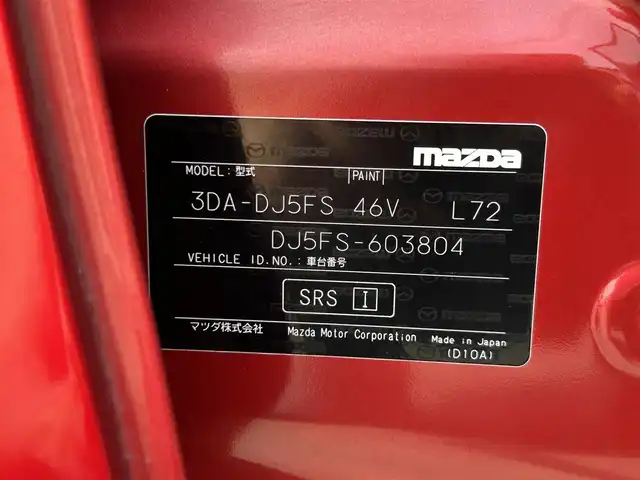 mazda
MODEL: 型式 PAINT
3DA-DJ5FS 46V L72
DJ5FS-603804
VEHICLE ID.NO.: 車台番号
SRS I
マツダ株式会社 Mazda Motor Corporation Made in Japan
(D10A)